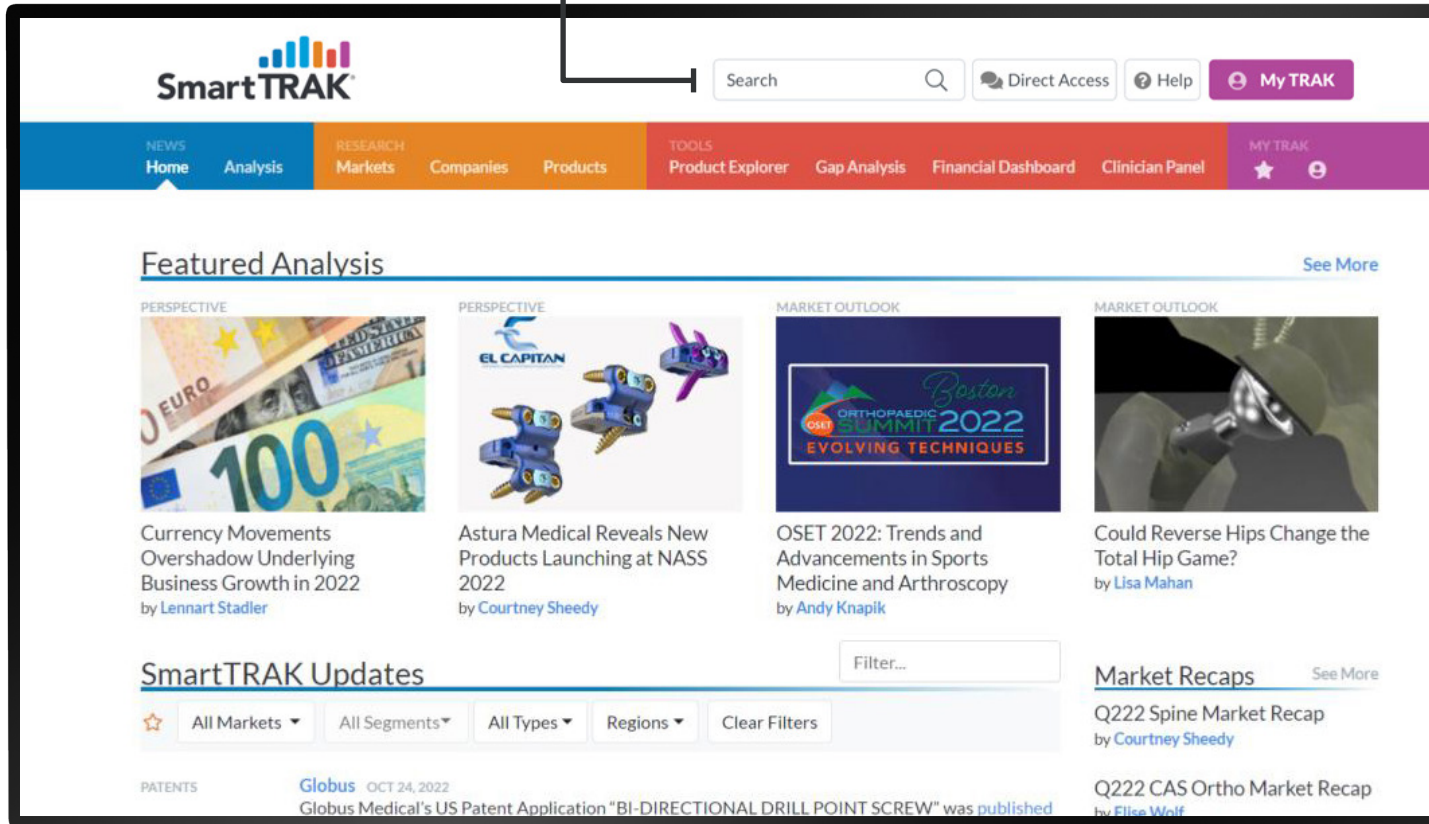 SmartTRAK
Search
Direct Access
Help
My TRAK
NEWS
Home Analysis
RESEARCH
Markets Companies Products
TOOLS
Product Explorer Gap Analysis Financial Dashboard Clinician Panel
MY TRAK
Featured Analysis
See More
PERSPECTIVE
EURO
100
Currency Movements
Overshadow Underlying
Business Growth in 2022
by Lennart Stadler
PERSPECTIVE
EL CAPITAN
Astura Medical Reveals New
Products Launching at NASS
2022
by Courtney Sheedy
MARKET OUTLOOK
Boston
OSET
ORTHOPAEDIC
SUMMIT 2022
EVOLVING TECHNIQUES
OSET 2022: Trends and
Advancements in Sports
Medicine and Arthroscopy
by Andy Knapik
MARKET OUTLOOK
Could Reverse Hips Change the
Total Hip Game?
by Lisa Mahan
SmartTRAK Updates
Filter...
All Markets All Segments All Types Regions Clear Filters
PATENTS
Globus OCT 24, 2022
Globus Medical's US Patent Application "BI-DIRECTIONAL DRILL POINT SCREW" was published
Market Recaps See More
Q222 Spine Market Recap
by Courtney Sheedy
Q222 CAS Ortho Market Recap
by Elise Wolf